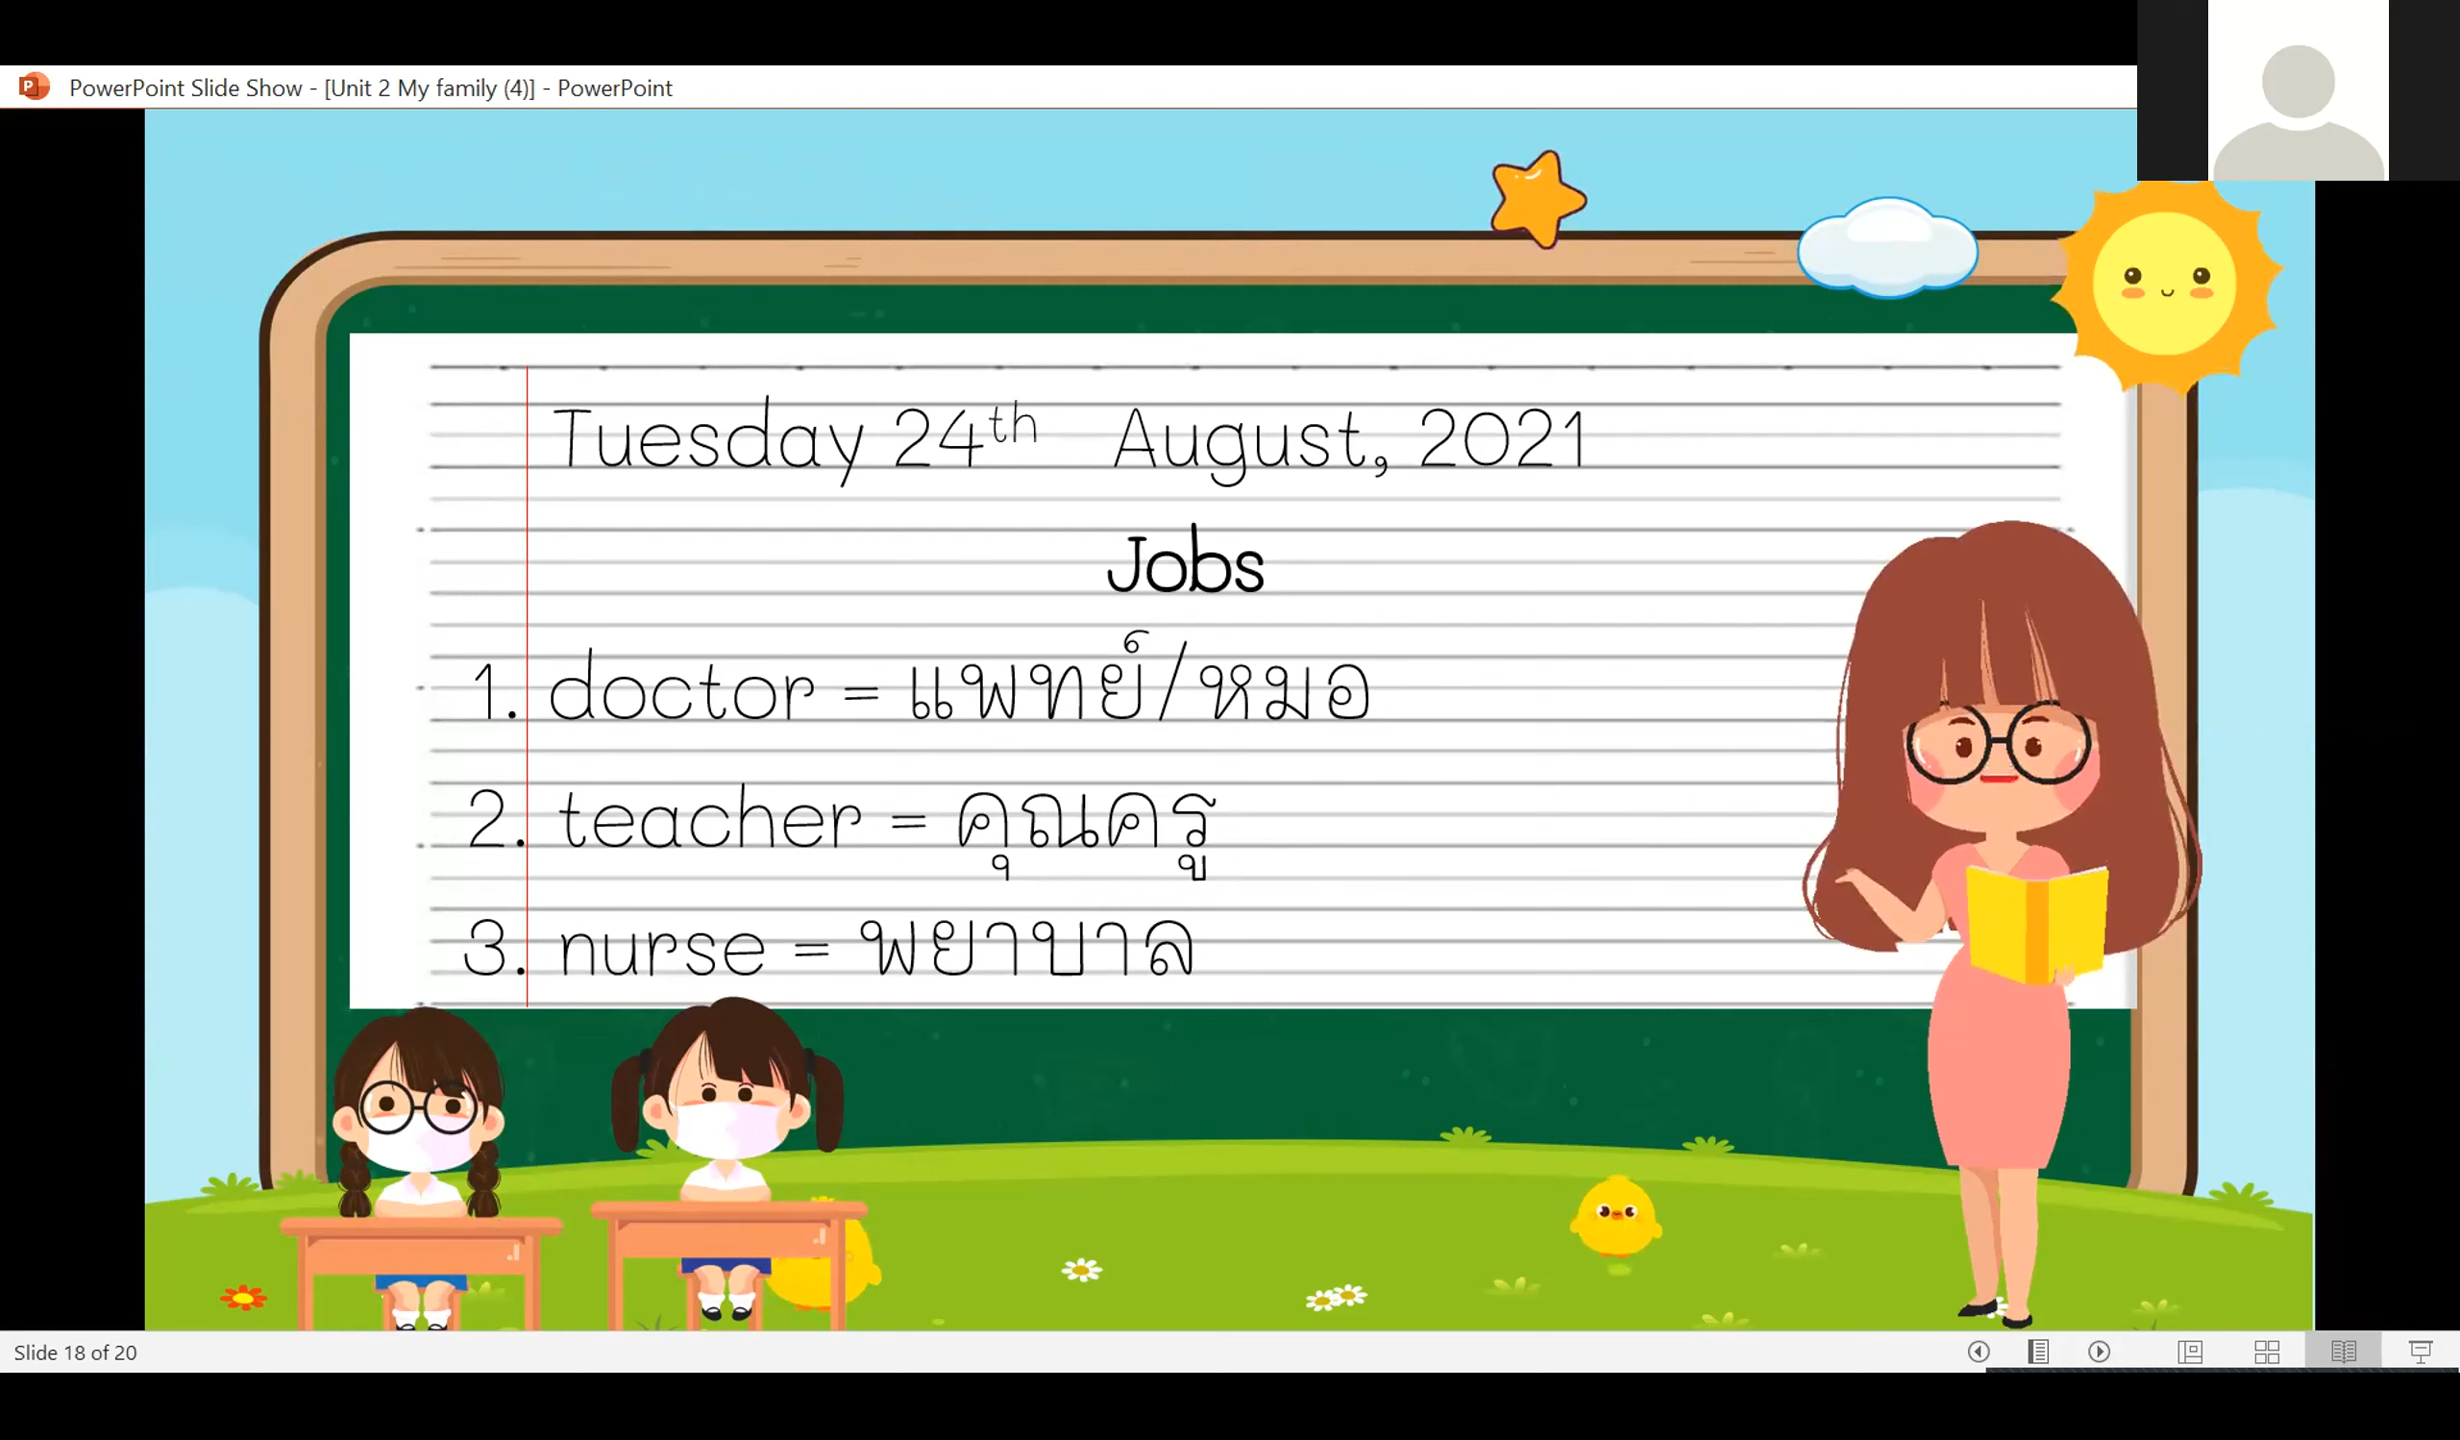 PowerPoint Slide Show - [Unit 2 My family (4)] - PowerPoint
Tuesday 24th August, 2021
Jobs
1. doctor = แพทย์/หมอ
2. teacher = คุณครู
3. nurse = พยาบาล
Slide 18 of 20